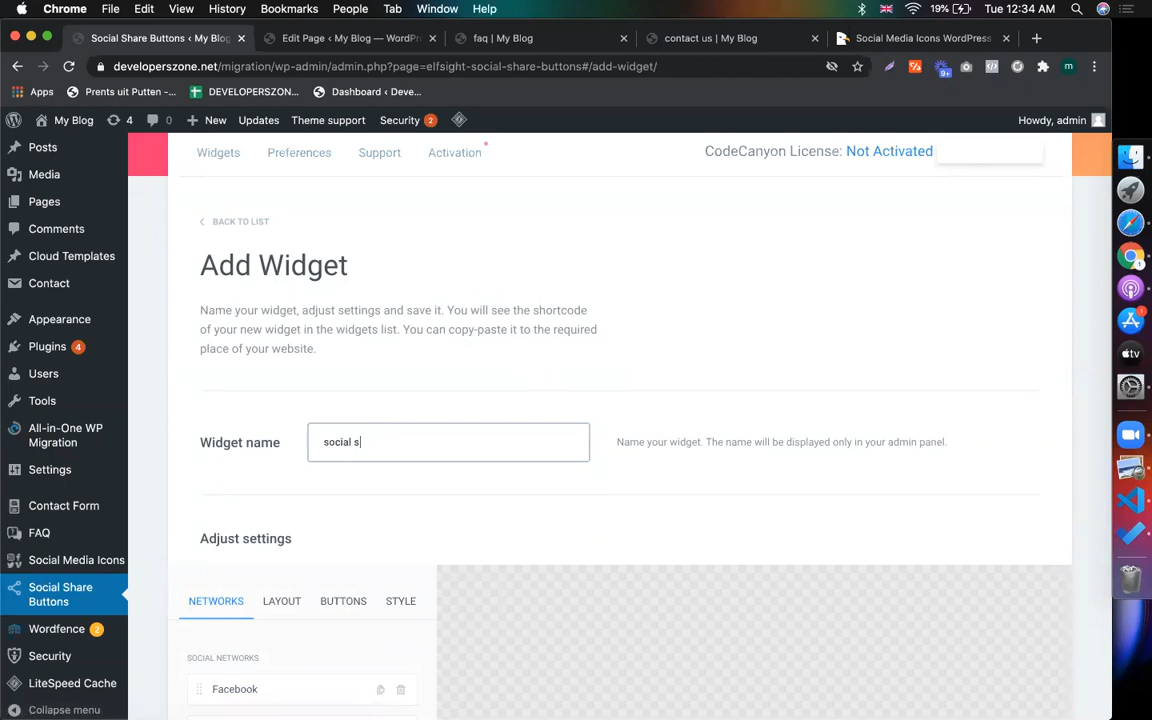 Chrome File Edit View History Bookmarks People Tab Window Help 19% Tue 12:34 AM
Social Share Buttons ‹ My Blog
Edit Page ‹ My Blog — WordPr
faq | My Blog
contact us | My Blog
Social Media Icons WordPress
developerszone.net/migration/wp-admin/admin.php?page=elfsight-social-share-buttons#/add-widget/
9+
m
Apps Prents uit Putten -... DEVELOPERSZON... Dashboard ‹ Deve...
My Blog 4 0 New Updates Theme support Security 2 Howdy, admin
Posts
Media
Pages
Comments
Cloud Templates
Contact
Appearance
Plugins 4
Users
Tools
All-in-One WP
Migration
Settings
Contact Form
FAQ
Social Media Icons
Social Share
Buttons
Wordfence 2
Security
LiteSpeed Cache
Collapse menu
Widgets Preferences Support Activation CodeCanyon License: Not Activated
BACK TO LIST
Add Widget
Name your widget, adjust settings and save it. You will see the shortcode
of your new widget in the widgets list. You can copy-paste it to the required
place of your website.
Widget name social s Name your widget. The name will be displayed only in your admin panel.
Adjust settings
NETWORKS LAYOUT BUTTONS STYLE
SOCIAL NETWORKS
Facebook
1
1
tv